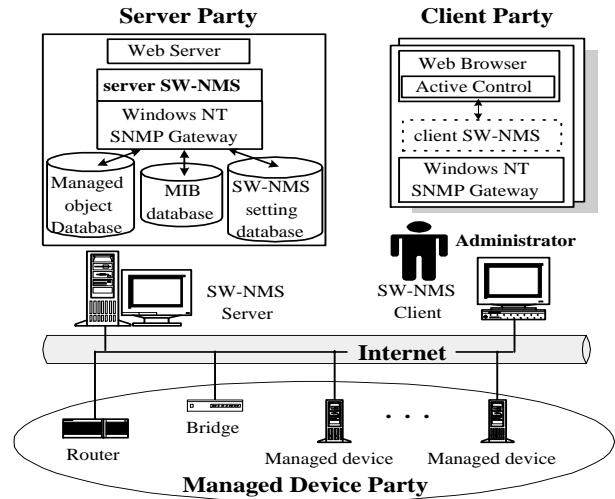 Server Party
Web Server
server SW-NMS
Windows NT
SNMP Gateway
Managed
object
Database
MIB
database
SW-NMS
setting
database
SW-NMS
Server
Client Party
Web Browser
Active Control
client SW-NMS
Windows NT
SNMP Gateway
Administrator
SW-NMS
Client
Internet
Router
Bridge
Managed device
. . .
Managed device
Managed Device Party